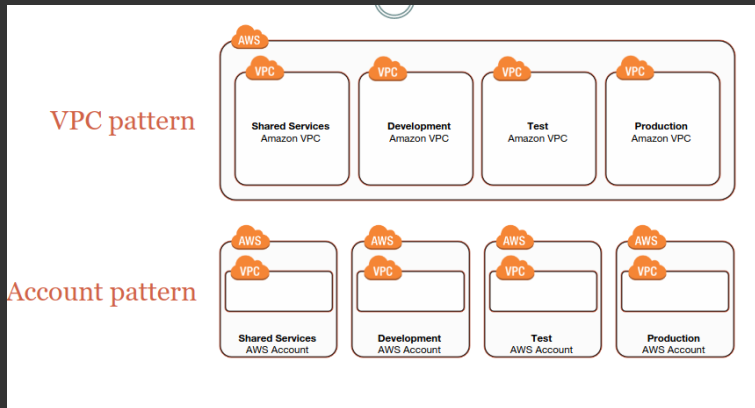 AWS
VPC VPC VPC VPC
VPC pattern
Shared Services Development Test Production
Amazon VPC Amazon VPC Amazon VPC Amazon VPC
AWS AWS AWS AWS
VPC VPC VPC VPC
Account pattern
Shared Services Development Test Production
AWS Account AWS Account AWS Account AWS Account